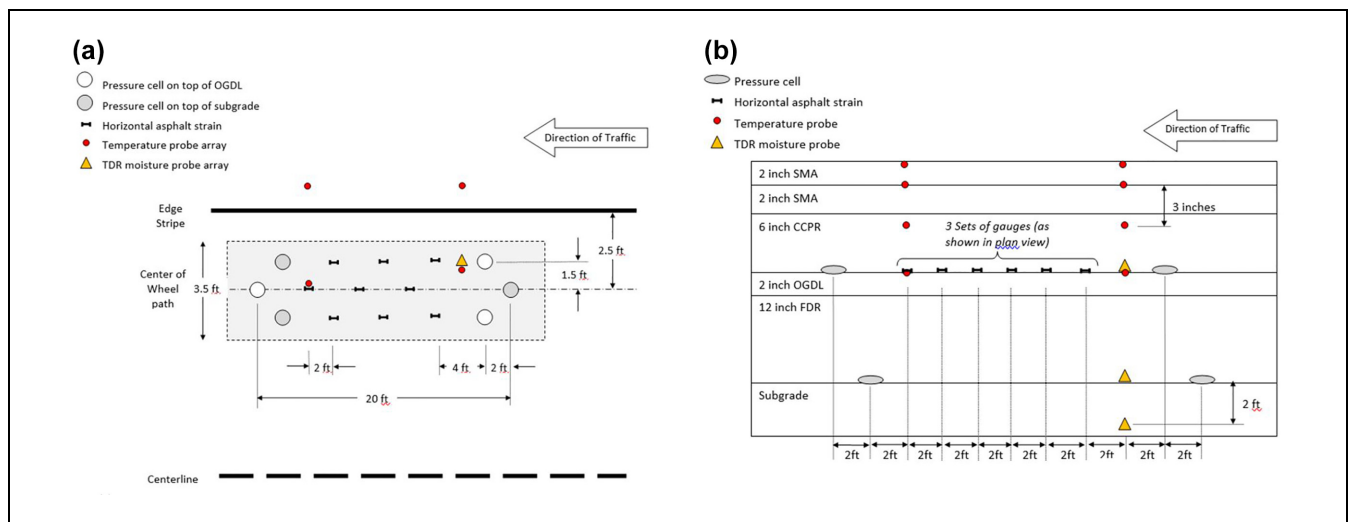 (a)
Pressure cell on top of OGDL
Pressure cell on top of subgrade
Horizontal asphalt strain
Temperature probe array
TDR moisture probe array
Direction of Traffic
Edge
Stripe
2.5 ft
1.5 ft
Center of
Wheel
path
3.5 ft
2 ft
4 ft
2 ft
20 ft
Centerline
(b)
Pressure cell
Horizontal asphalt strain
Temperature probe
TDR moisture probe
Direction of Traffic
2 inch SMA
2 inch SMA
3 inches
6 inch CCPR
3 Sets of gauges (as
shown in plan view)
2 inch OGDL
12 inch FDR
Subgrade
2 ft
2ft 2ft 2ft 2ft 2ft 2ft 2ft 2ft 2ft 2ft